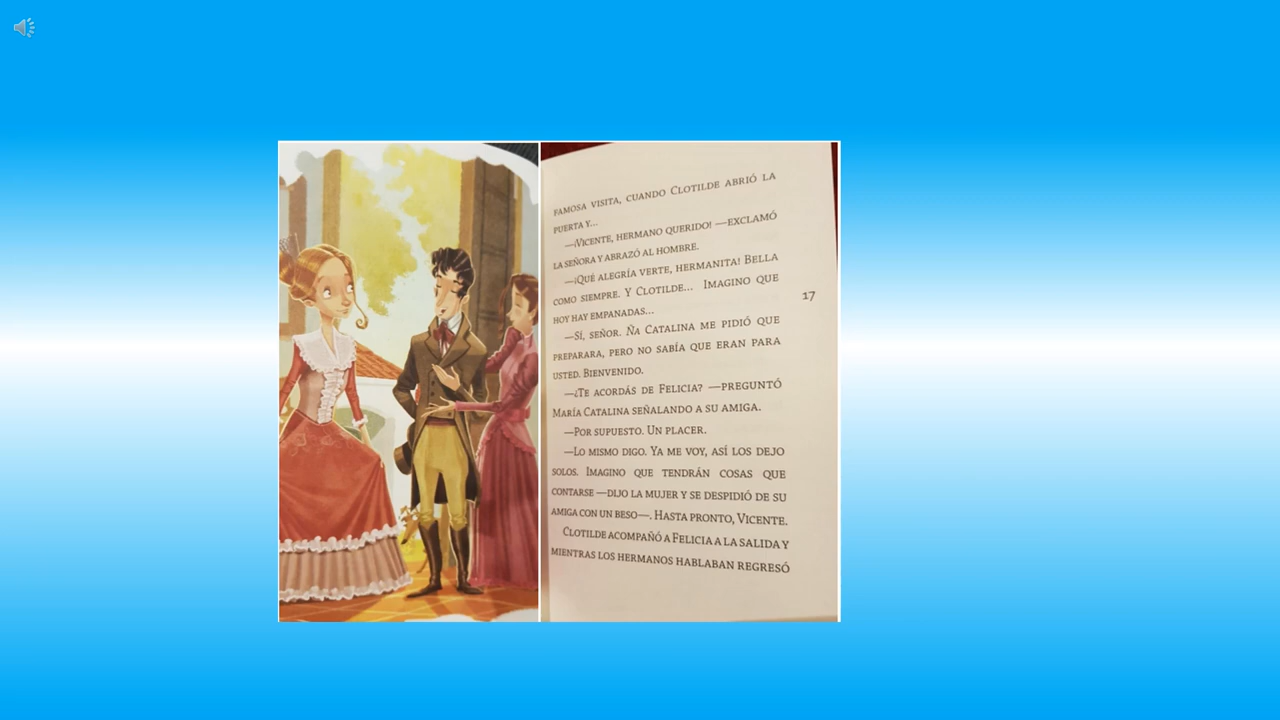 FAMOSA VISITA, CUANDO CLOTILDE ABRIÓ LA
PUERTA Y...
—¡VICENTE, HERMANO QUERIDO! —EXCLAMÓ
LA SEÑORA Y ABRAZÓ AL HOMBRE.
—¡QUÉ ALEGRÍA VERTE, HERMANITA! BELLA
COMO SIEMPRE. Y CLOTILDE... IMAGINO QUE
HOY HAY EMPANADAS...
17
—SÍ, SEÑOR. ÑA CATALINA ME PIDIÓ QUE
PREPARARA, PERO NO SABÍA QUE ERAN PARA
USTED. BIENVENIDO.
—¿TE ACORDÁS DE FELICIA? —PREGUNTÓ
MARÍA CATALINA SEÑALANDO A SU AMIGA.
—POR SUPUESTO. UN PLACER.
—LO MISMO DIGO. YA ME VOY, ASÍ LOS DEJO
SOLOS. IMAGINO QUE TENDRÁN COSAS QUE
CONTARSE —DIJO LA MUJER Y SE DESPIDIÓ DE SU
AMIGA CON UN BESO—. HASTA PRONTO, VICENTE.
CLOTILDE ACOMPAÑÓ A FELICIA A LA SALIDA Y
MIENTRAS LOS HERMANOS HABLABAN REGRESÓ